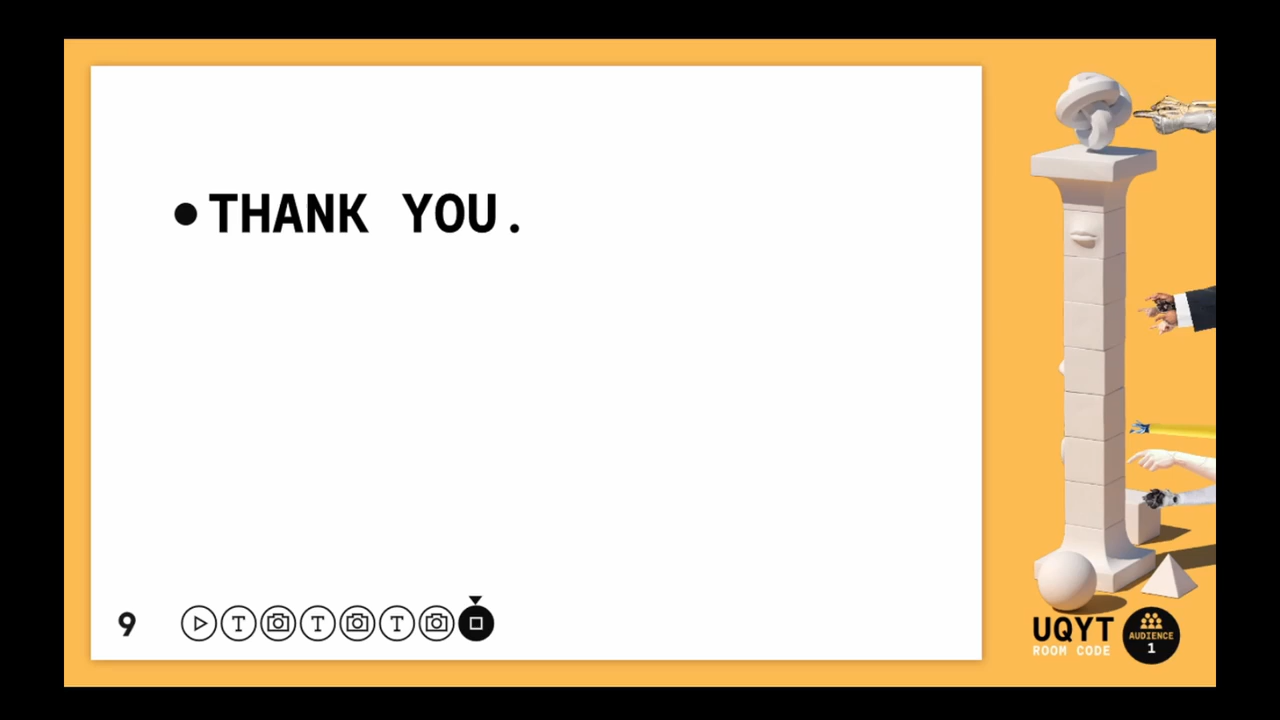 ●THANK YOU.
9
T T T
UQYT
ROOM CODE
AUDIENCE
1